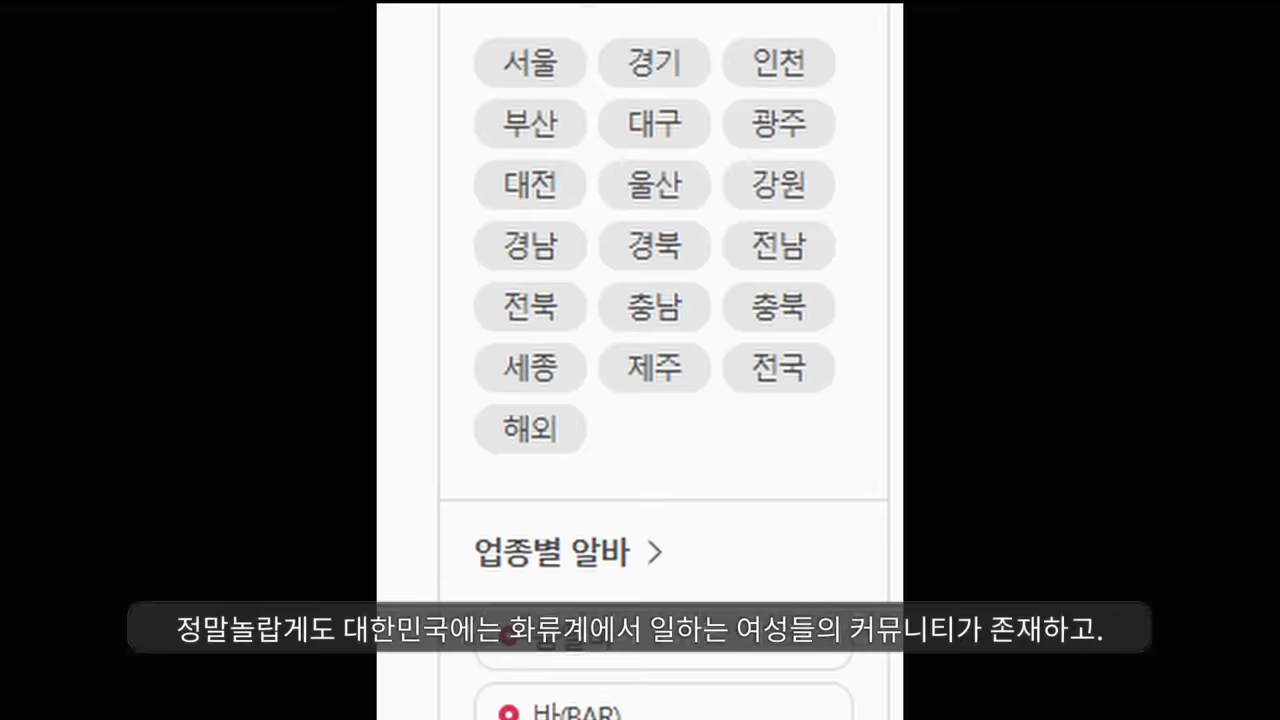 서울 경기 인천
부산 대구 광주
대전 울산 강원
경남 경북 전남
전북 충남 충북
세종 제주 전국
해외
업종별 알바 >
정말놀랍게도 대한민국에는 화류계에서 일하는 여성들의 커뮤니티가 존재하고.
바(BAR)